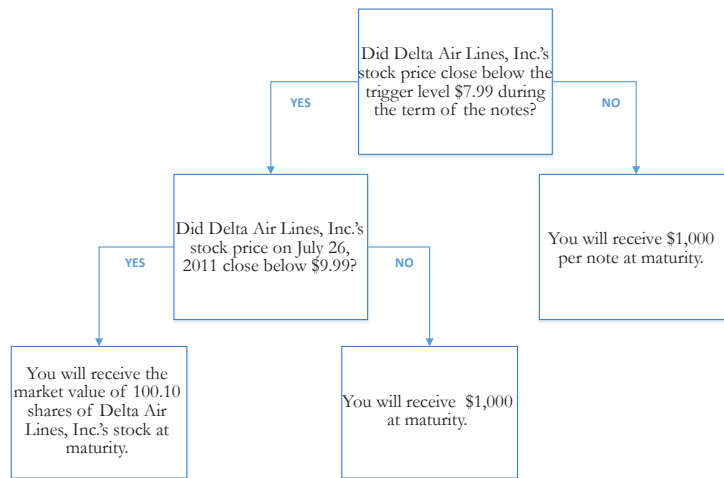 Did Delta Air Lines, Inc.'s
stock price close below the
trigger level $7.99 during
the term of the notes?
YES
NO
Did Delta Air Lines, Inc.'s
stock price on July 26,
2011 close below $9.99?
You will receive $1,000
per note at maturity.
YES
NO
You will receive the
market value of 100.10
shares of Delta Air
Lines, Inc.'s stock at
maturity.
You will receive $1,000
at maturity.